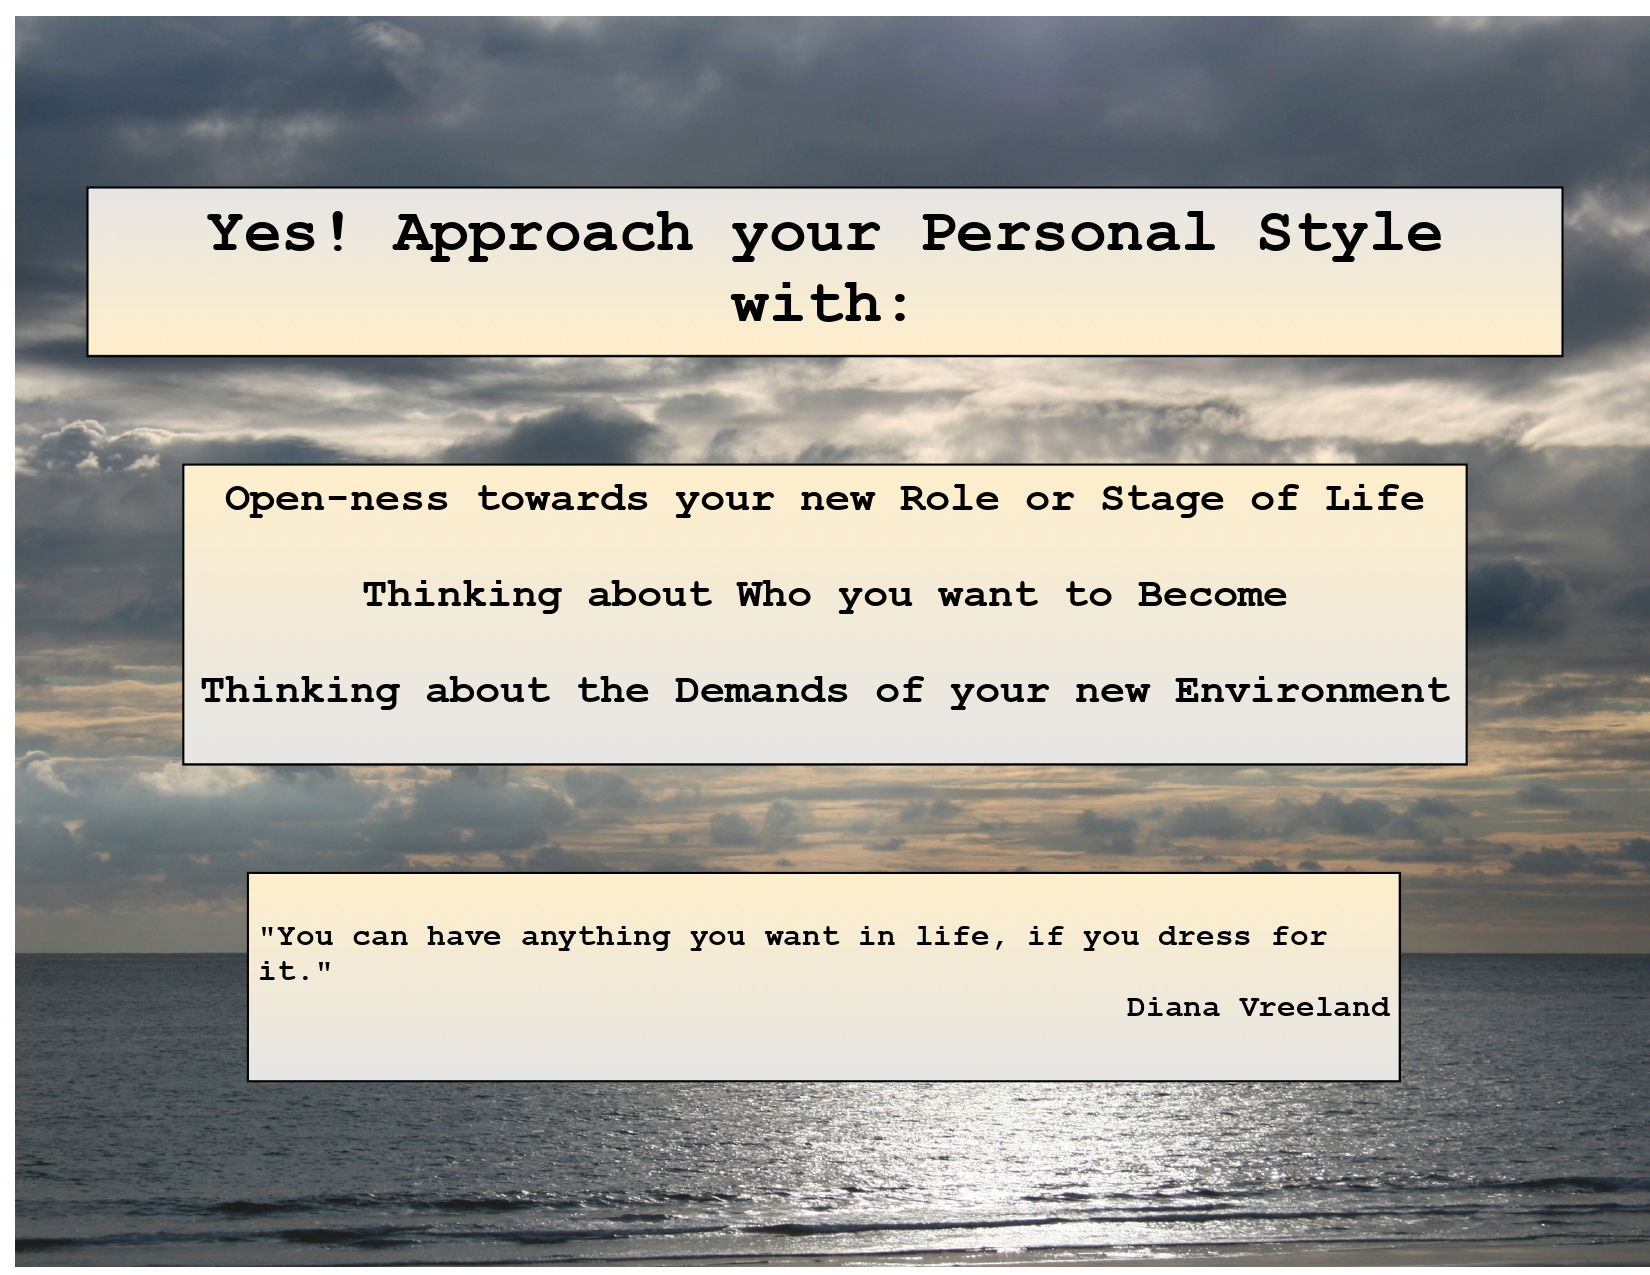 Yes! Approach your Personal Style
with:
Open-ness towards your new Role or Stage of Life
Thinking about Who you want to Become
Thinking about the Demands of your new Environment
"You can have anything you want in life, if you dress for
it."
Diana Vreeland